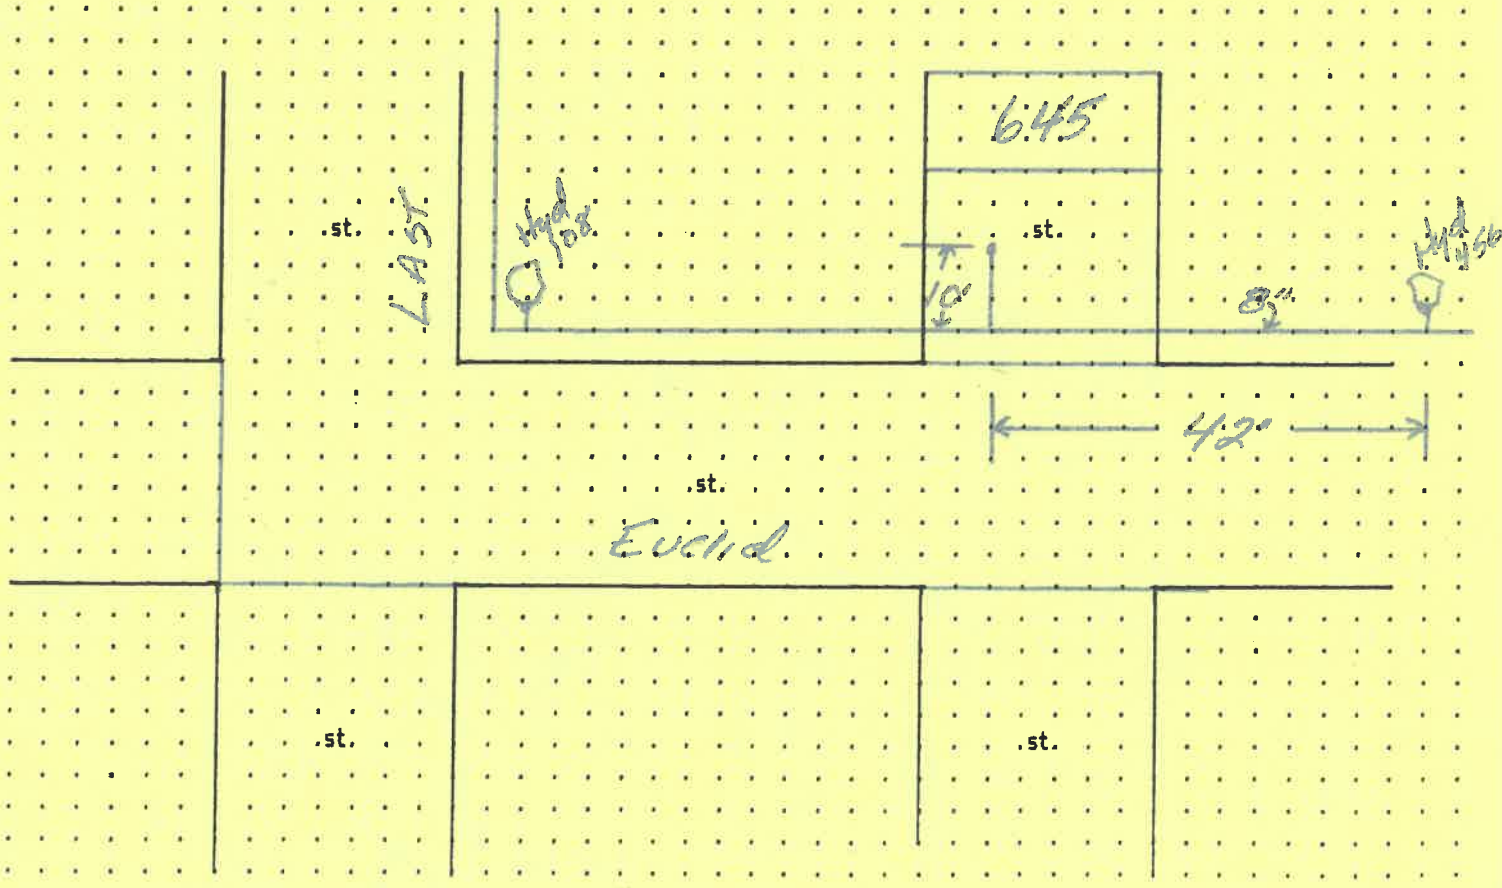 645
.st.
LAST
Hyd
108
.st.
Hyd
456
10'
8"
42'
.st.
Euclid
.st.
.st.